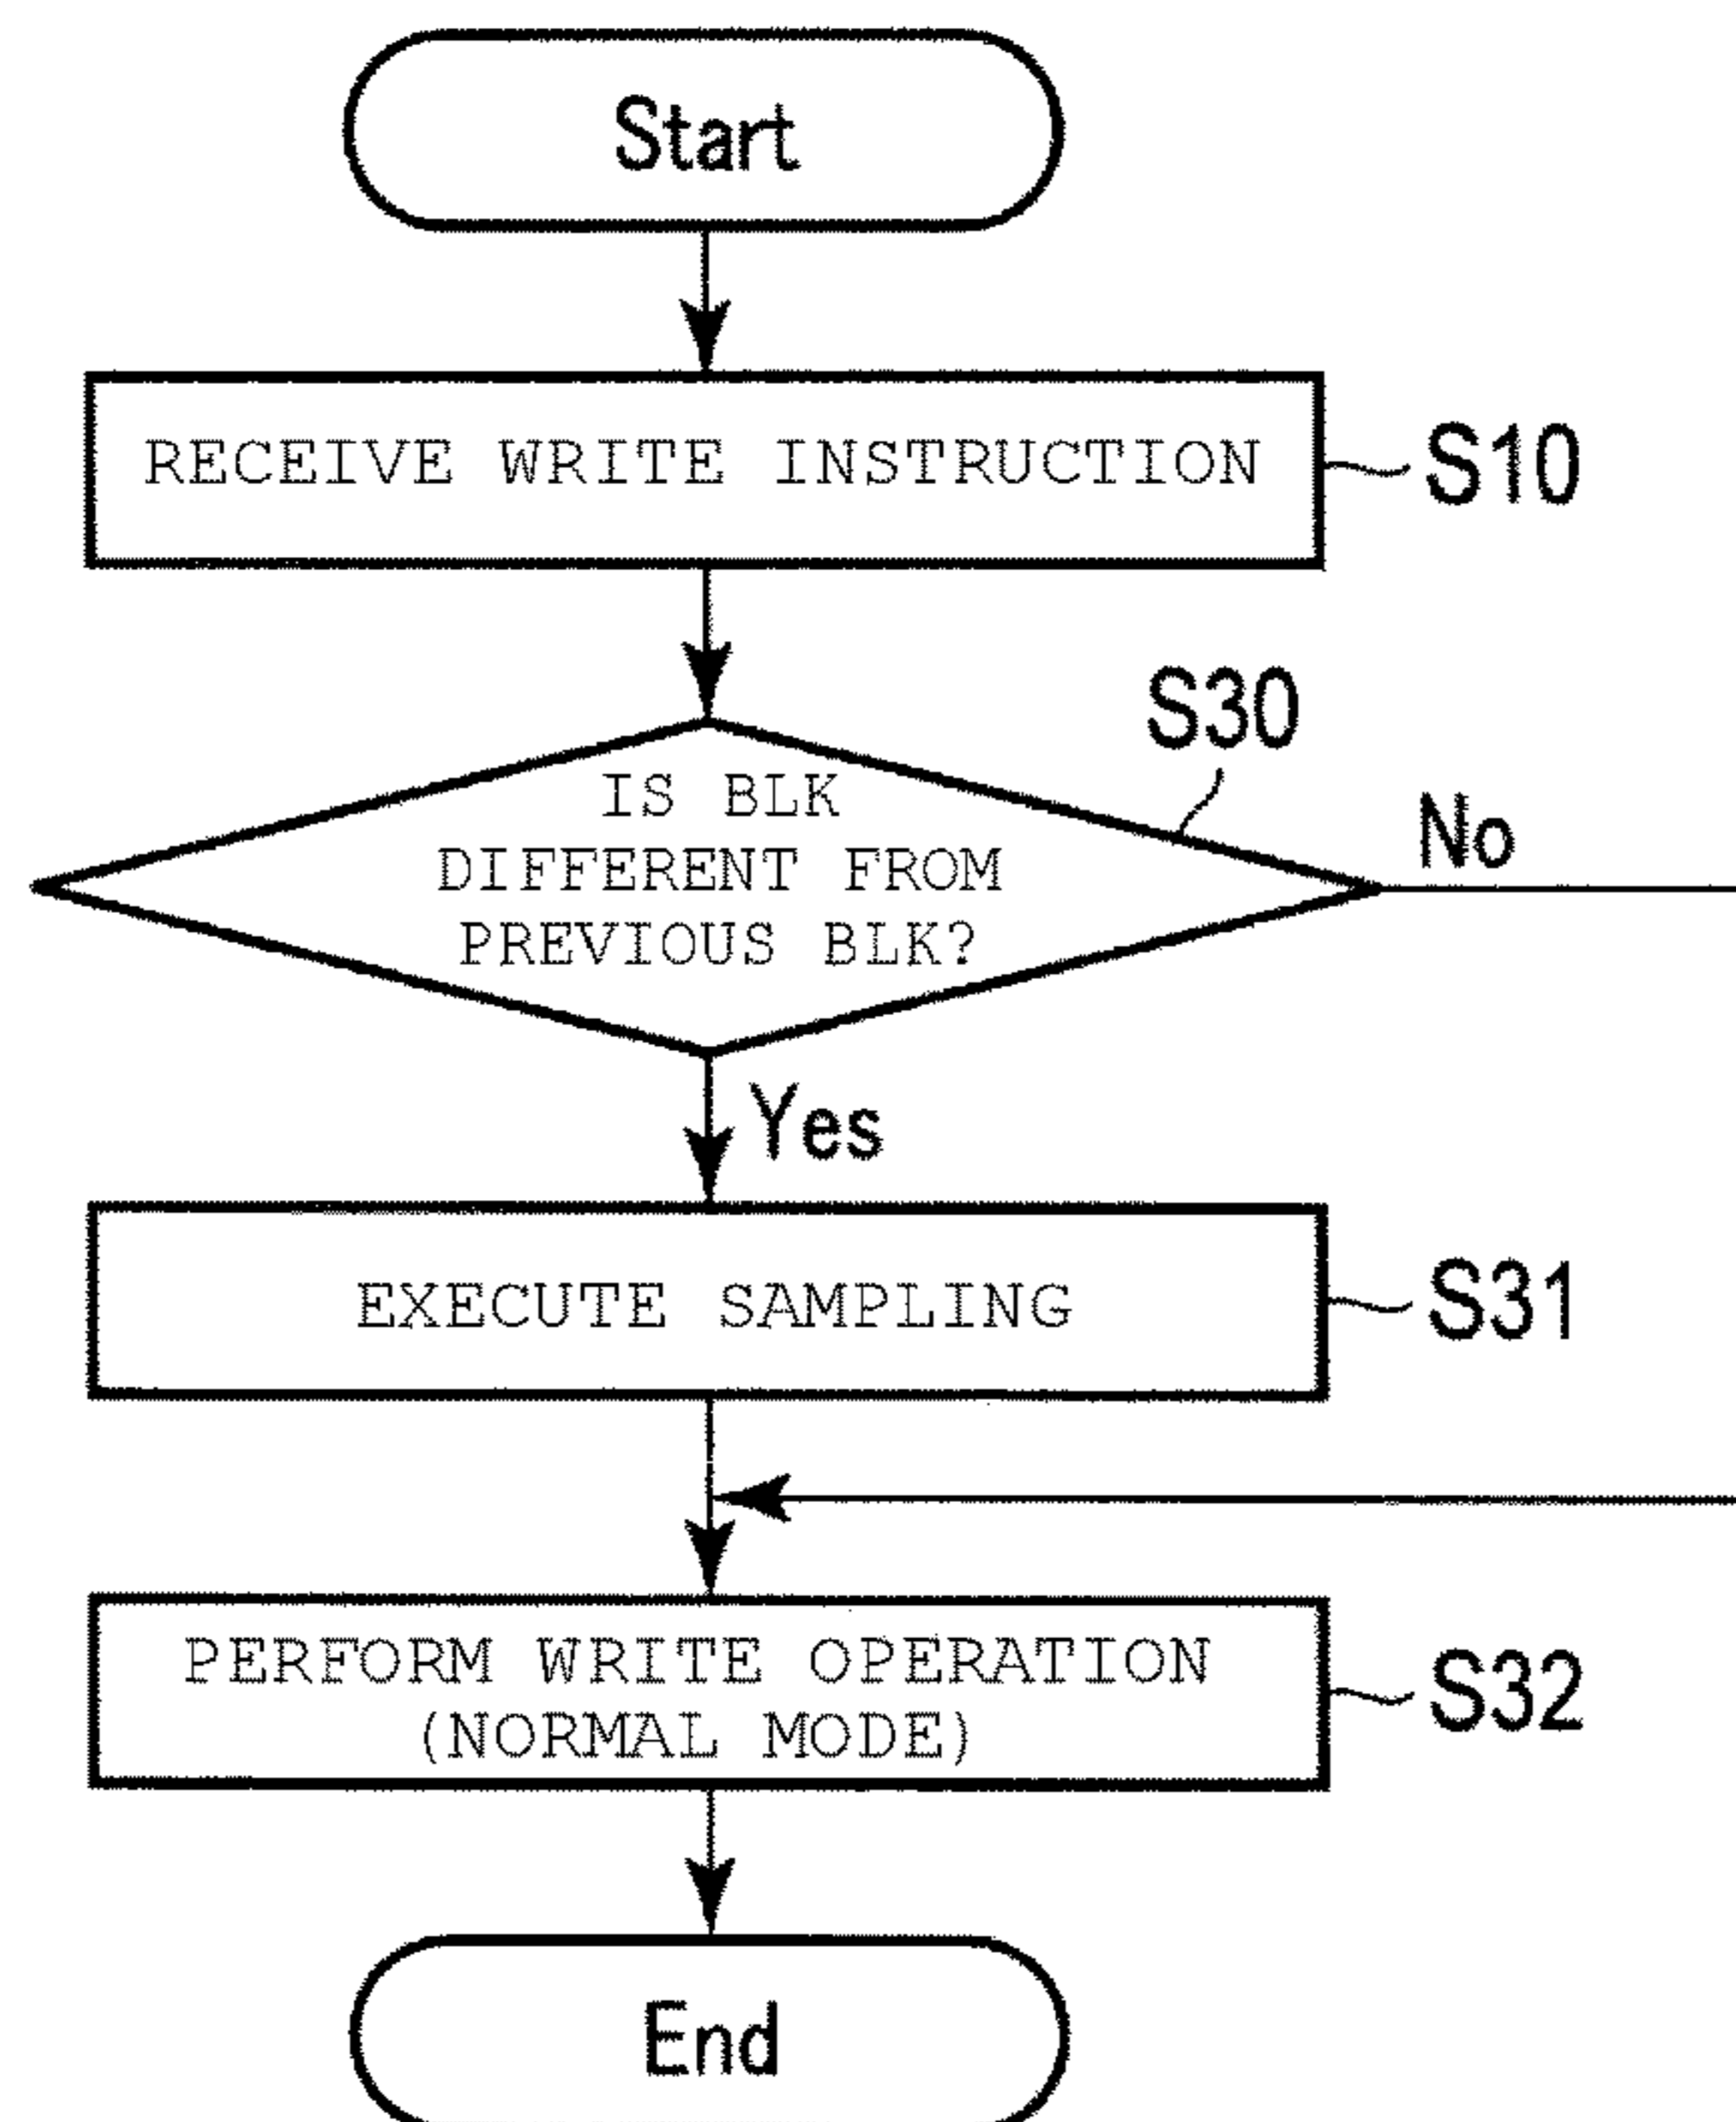 Start
RECEIVE WRITE INSTRUCTION
S10
S30
IS BLK
DIFFERENT FROM
PREVIOUS BLK?
No
Yes
EXECUTE SAMPLING
S31
PERFORM WRITE OPERATION
(NORMAL MODE)
S32
End